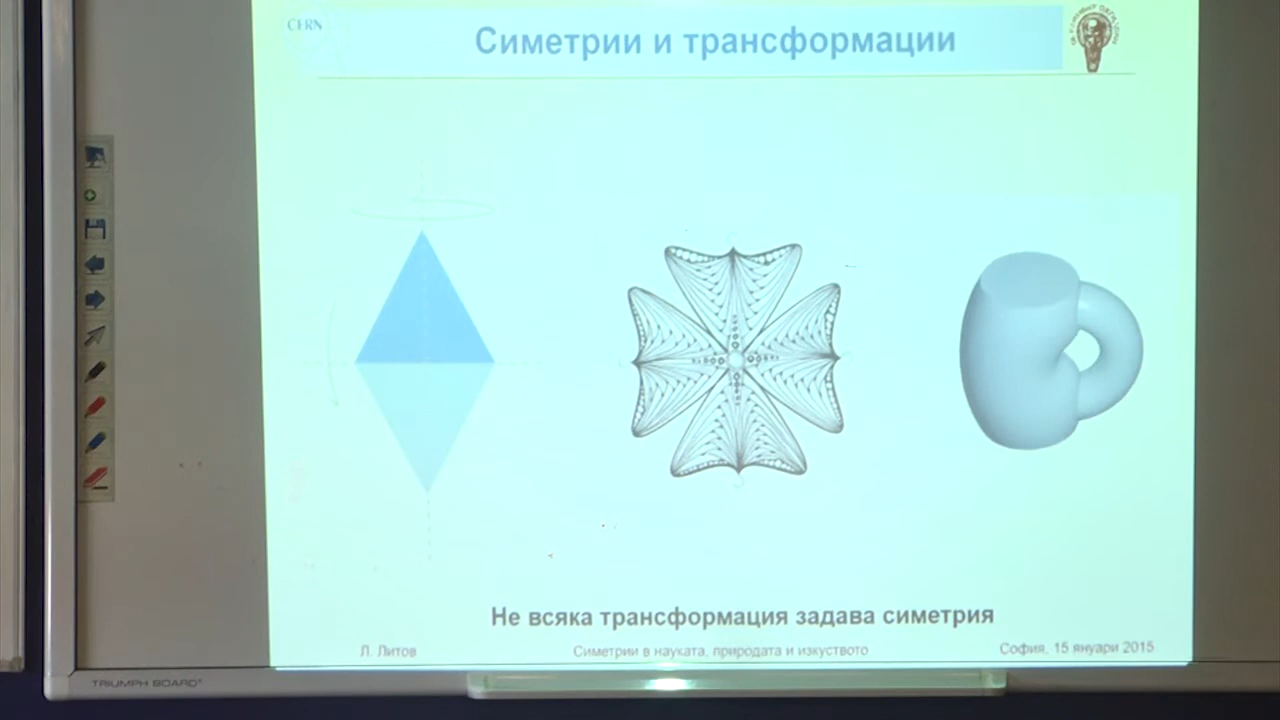 CERN
Симетрии и трансформации
Не всяка трансформация задава симетрия
Л. Литов
Симетрии в науката, природата и изкуството
София, 15 януари 2015
TRIUMPH BOARD